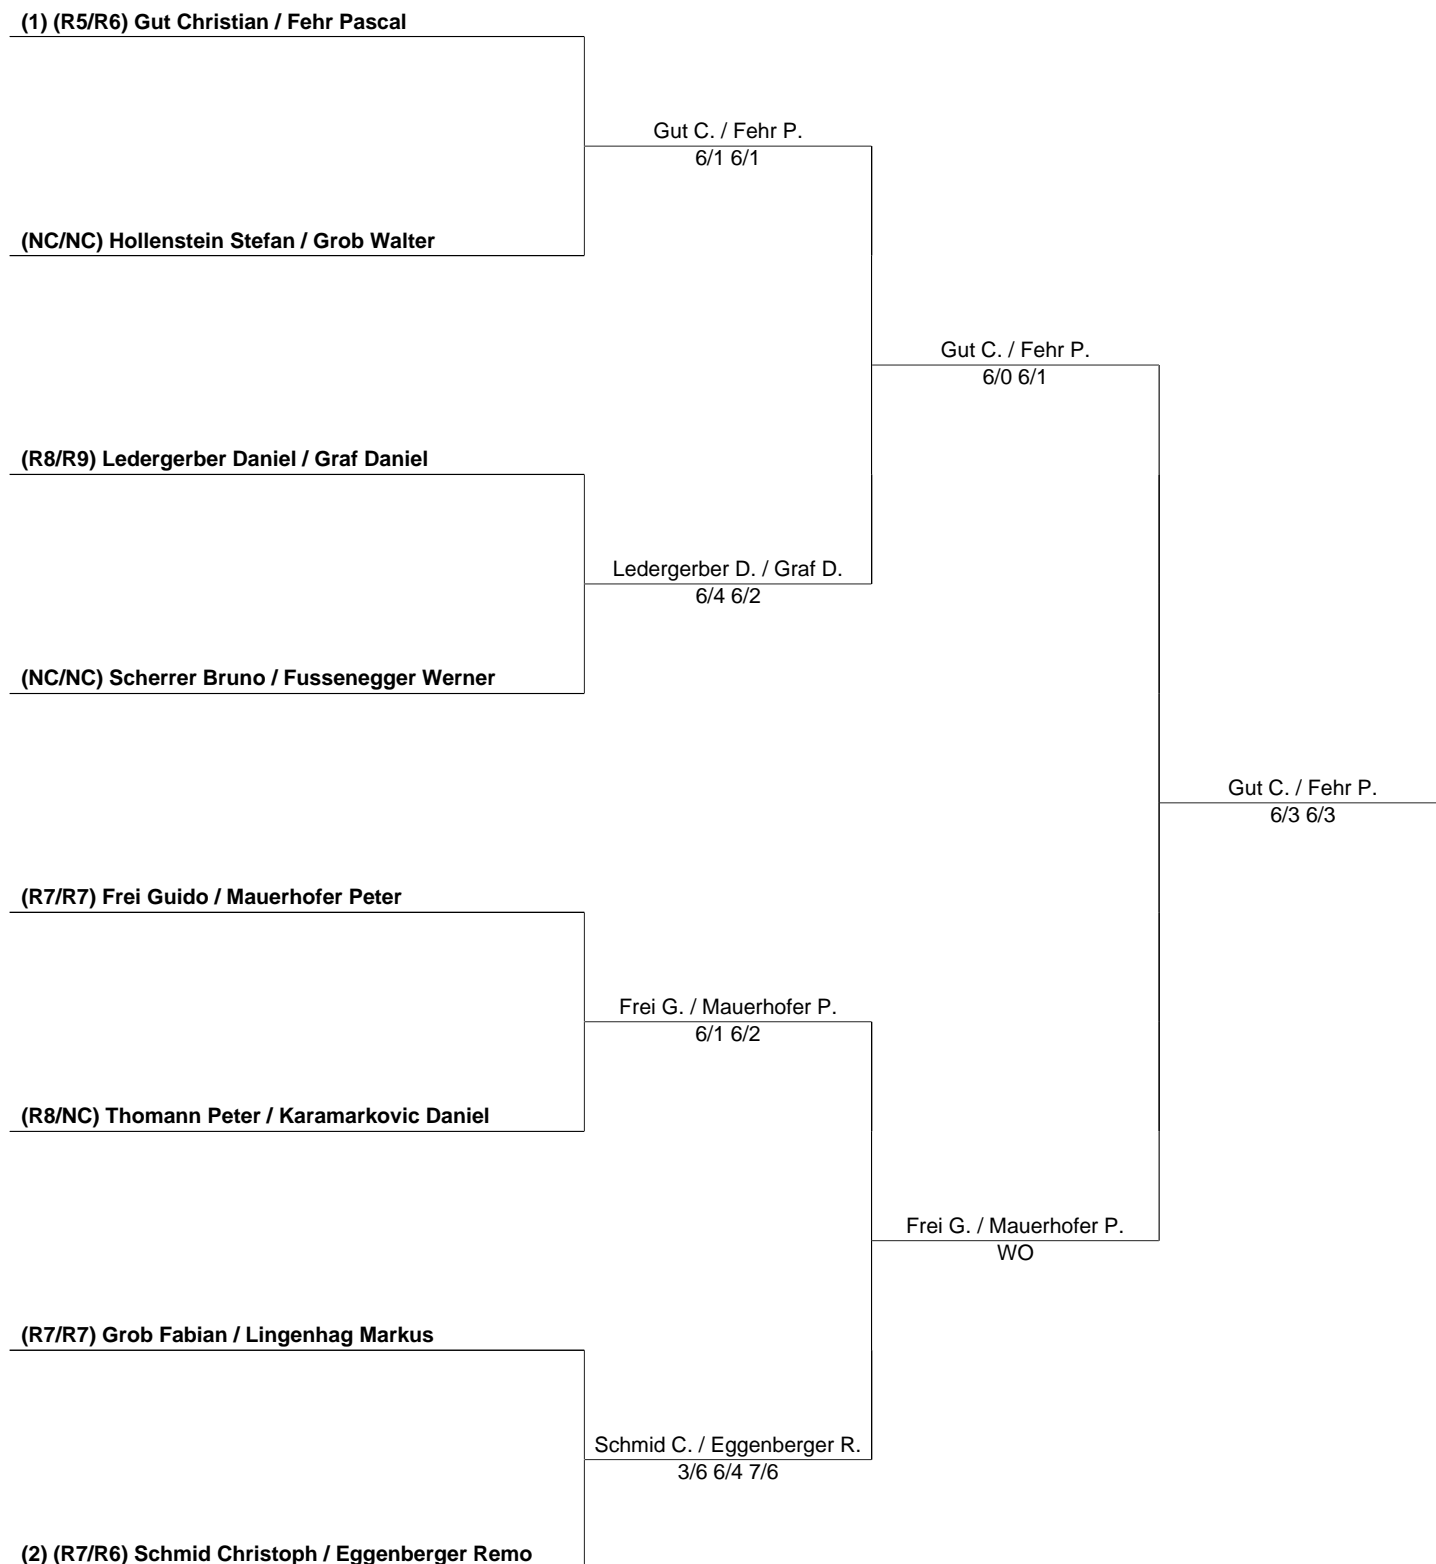 (1) (R5/R6) Gut Christian / Fehr Pascal
Gut C. / Fehr P.
6/1 6/1
(NC/NC) Hollenstein Stefan / Grob Walter
Gut C. / Fehr P.
6/0 6/1
(R8/R9) Ledergerber Daniel / Graf Daniel
Ledergerber D. / Graf D.
6/4 6/2
(NC/NC) Scherrer Bruno / Fussenegger Werner
Gut C. / Fehr P.
6/3 6/3
(R7/R7) Frei Guido / Mauerhofer Peter
Frei G. / Mauerhofer P.
6/1 6/2
(R8/NC) Thomann Peter / Karamarkovic Daniel
Frei G. / Mauerhofer P.
WO
(R7/R7) Grob Fabian / Lingenhag Markus
Schmid C. / Eggenberger R.
3/6 6/4 7/6
(2) (R7/R6) Schmid Christoph / Eggenberger Remo